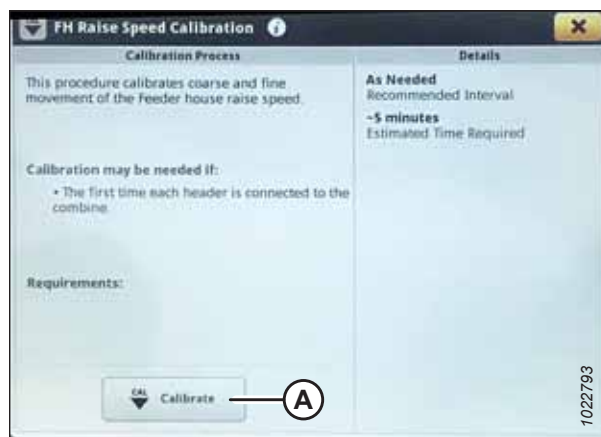 FH Raise Speed Calibration
Calibration Process
This procedure calibrates coarse and fine
movement of the Feeder house raise speed.
Calibration may be needed if:
• The first time each header is connected to the
combine.
Requirements:
CAL
Calibrate
Details
As Needed
Recommended Interval
~5 minutes
Estimated Time Required
A
1022793